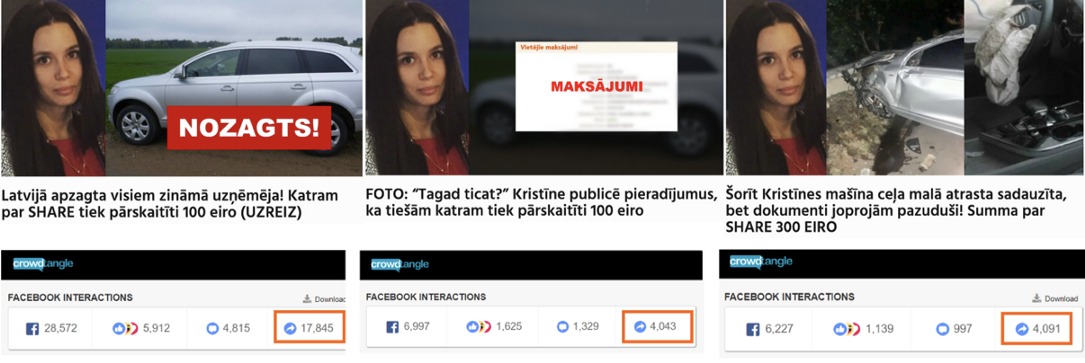 NOZAGTS!
Latvijā apzagta visiem zināmā uzņēmēja! Katram
par SHARE tiek pārskaitīti 100 eiro (UZREIZ)
crowdtangle
FACEBOOK INTERACTIONS
Download
28,572
5,912
4,815
17,845
Vietējie maksājumi
MAKSĀJUMI
FOTO: “Tagad ticat?” Kristīne publicē pieradījumus,
ka tiešām katram tiek pārskaitīti 100 eiro
crowdtangle
FACEBOOK INTERACTIONS
6,997
1,625
1,329
4,043
Šorīt Kristīnes mašīna ceļa malā atrasta sadauzīta,
bet dokumenti joprojām pazuduši! Summa par
SHARE 300 EIRO
crowdtangle
FACEBOOK INTERACTIONS
Download
6,227
1,139
997
4,091